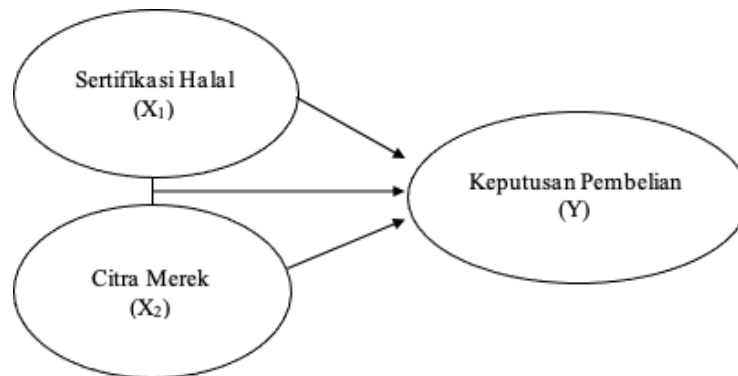 Sertifikasi Halal
(X₁)
Keputusan Pembelian
(Y)
Citra Merek
(X₂)